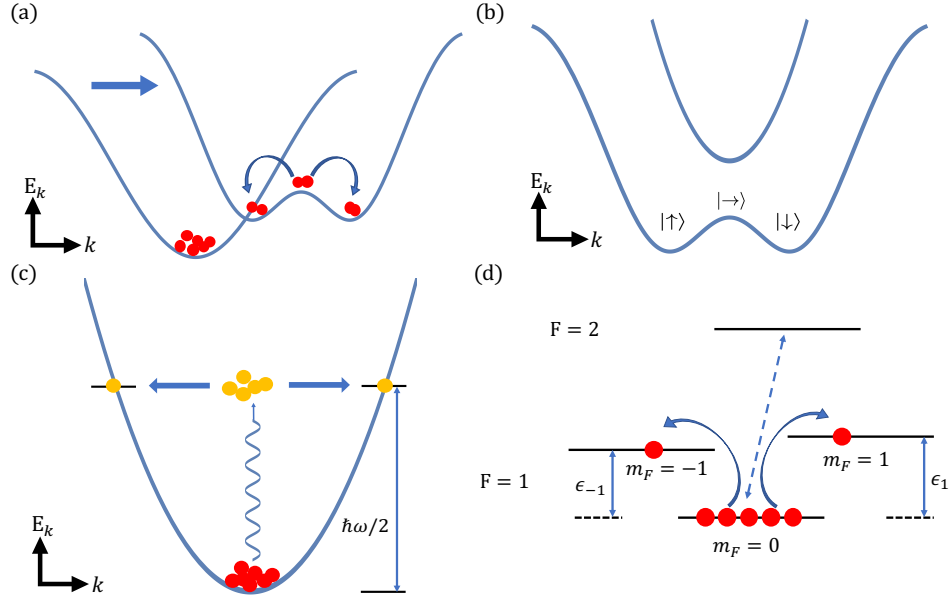 (a)
E_k
k
(b)
|→⟩
|↑⟩ |↓⟩
E_k
k
(c)
ħω/2
E_k
k
(d)
F = 2
m_F = −1
m_F = 1
F = 1
ϵ_{−1}
ϵ_1
m_F = 0